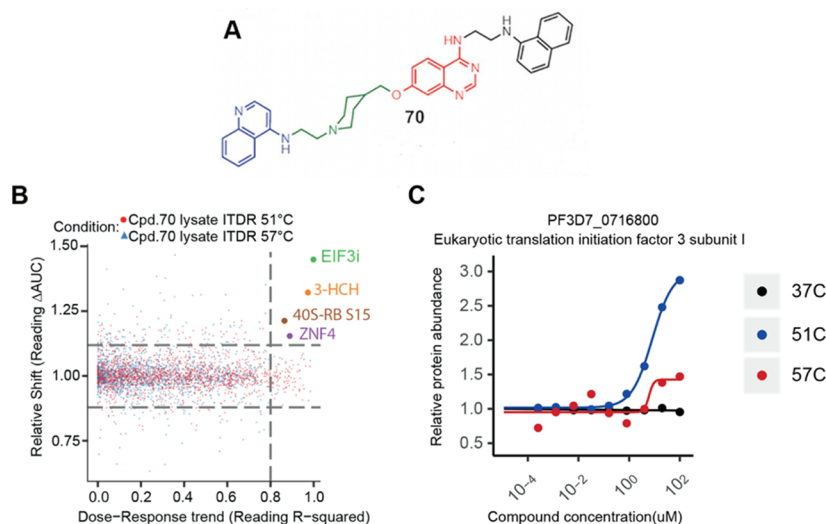 A
H
N
HN
N
N
O
70
N
N
H
N
B
Condition:
Cpd.70 lysate ITDR 51°C
Cpd.70 lysate ITDR 57°C
Relative Shift (Reading ΔAUC)
1.50
1.25
1.00
0.75
EIF3i
3-HCH
40S-RB S15
ZNF4
0.0 0.2 0.4 0.6 0.8 1.0
Dose−Response trend (Reading R-squared)
C
PF3D7_0716800
Eukaryotic translation initiation factor 3 subunit I
Relative protein abundance
3.0
2.5
2.0
1.5
1.0
0.5
10⁻⁴ 10⁻² 10⁰ 10²
Compound concentration(uM)
37C
51C
57C